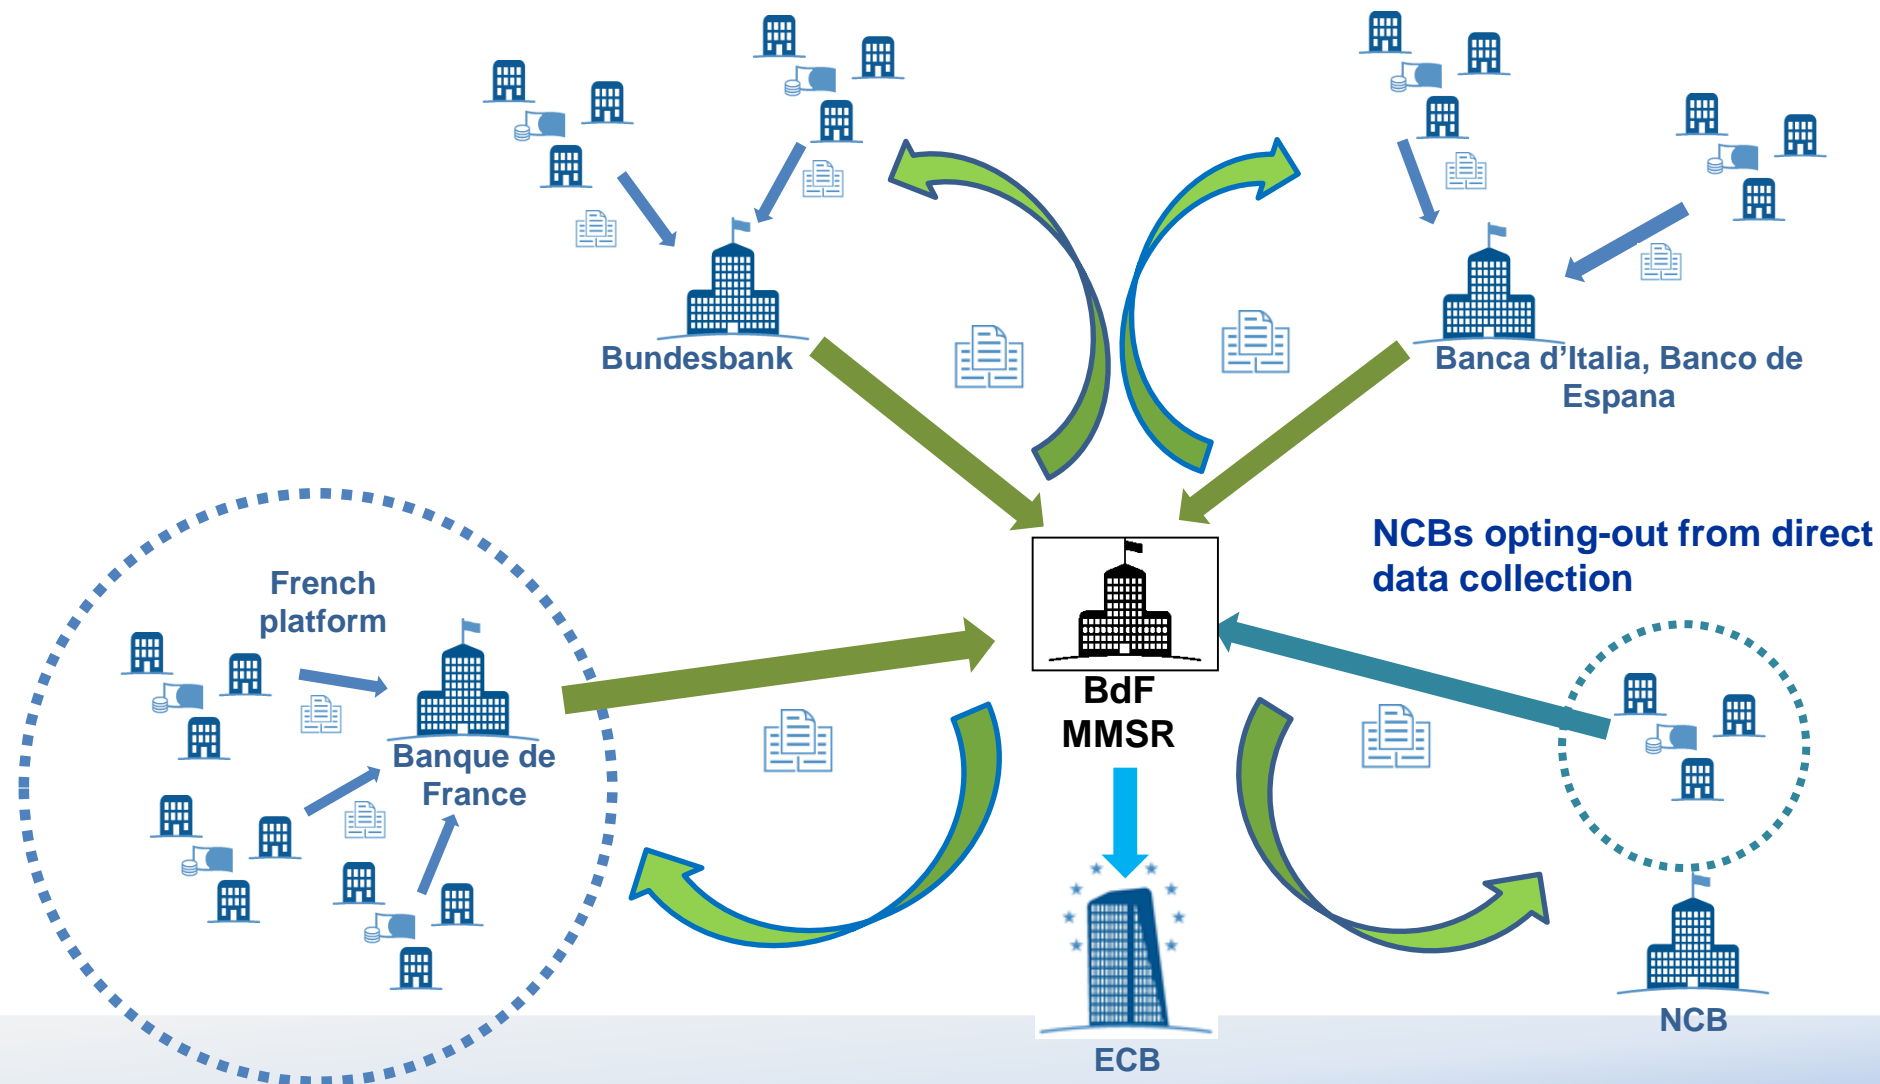 Bundesbank
Banca d’Italia, Banco de
Espana
NCBs opting-out from direct
data collection
French
platform
Banque de
France
BdF
MMSR
NCB
ECB